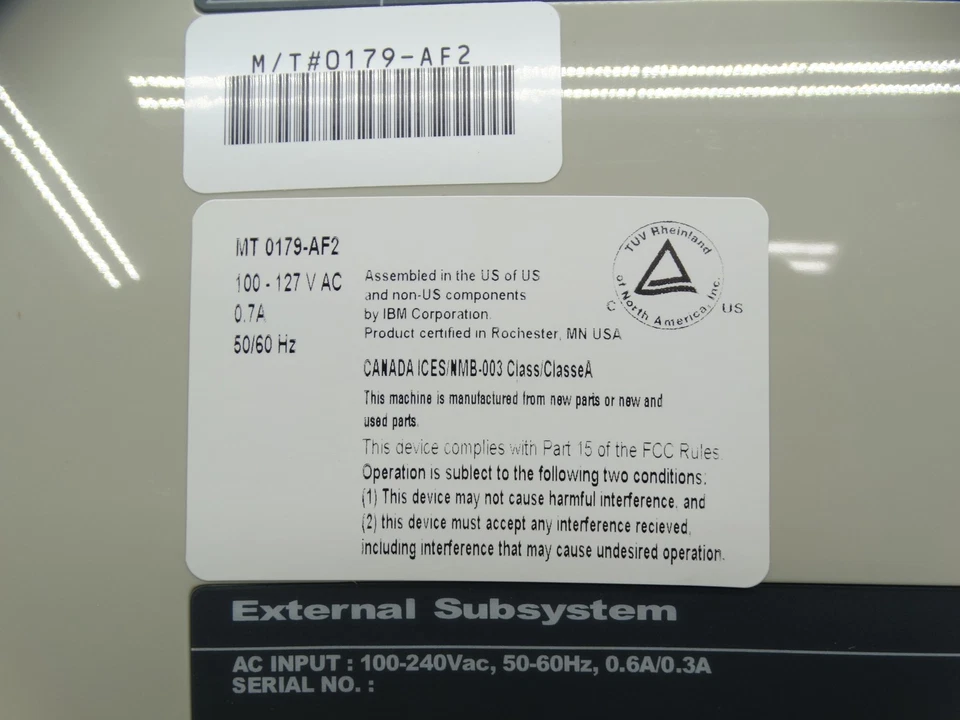 M/T#0179-AF2
MT 0179-AF2
100 - 127 V AC
0.7A
50/60 Hz
Assembled in the US of US
and non-US components
by IBM Corporation.
Product certified in Rochester, MN USA
TUV Rheinland
of North America, Inc.
C US
CANADA ICES/NMB-003 Class/ClasseA
This machine is manufactured from new parts or new and
used parts.
This device complies with Part 15 of the FCC Rules.
Operation is subject to the following two conditions:
(1) This device may not cause harmful interference, and
(2) this device must accept any interference recieved,
including interference that may cause undesired operation.
External Subsystem
AC INPUT : 100-240Vac, 50-60Hz, 0.6A/0.3A
SERIAL NO. :